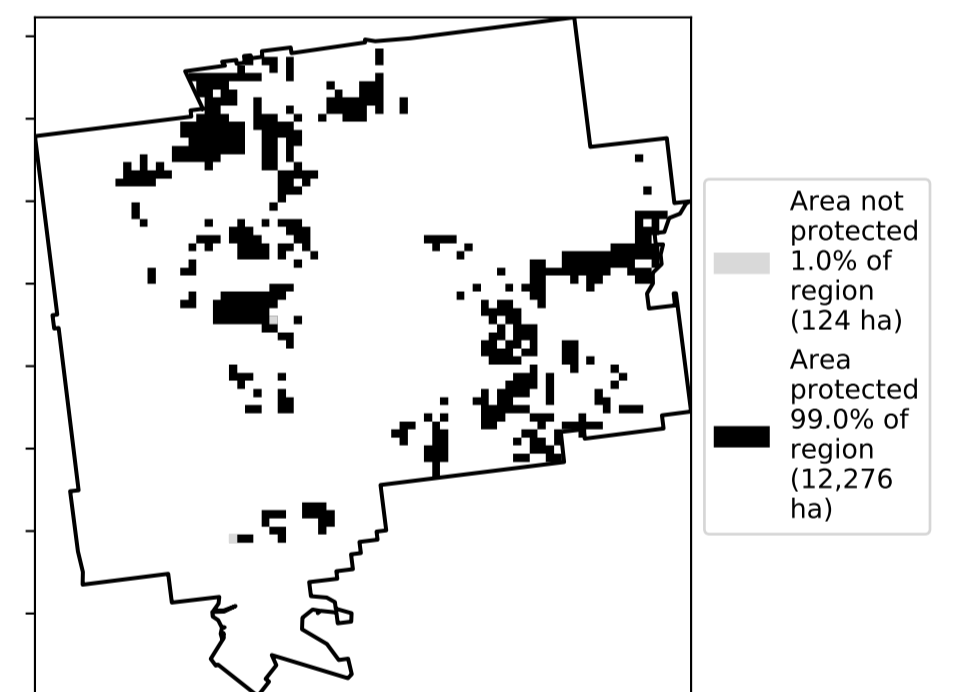 Area not
protected
1.0% of
region
(124 ha)
Area
protected
99.0% of
region
(12,276
ha)